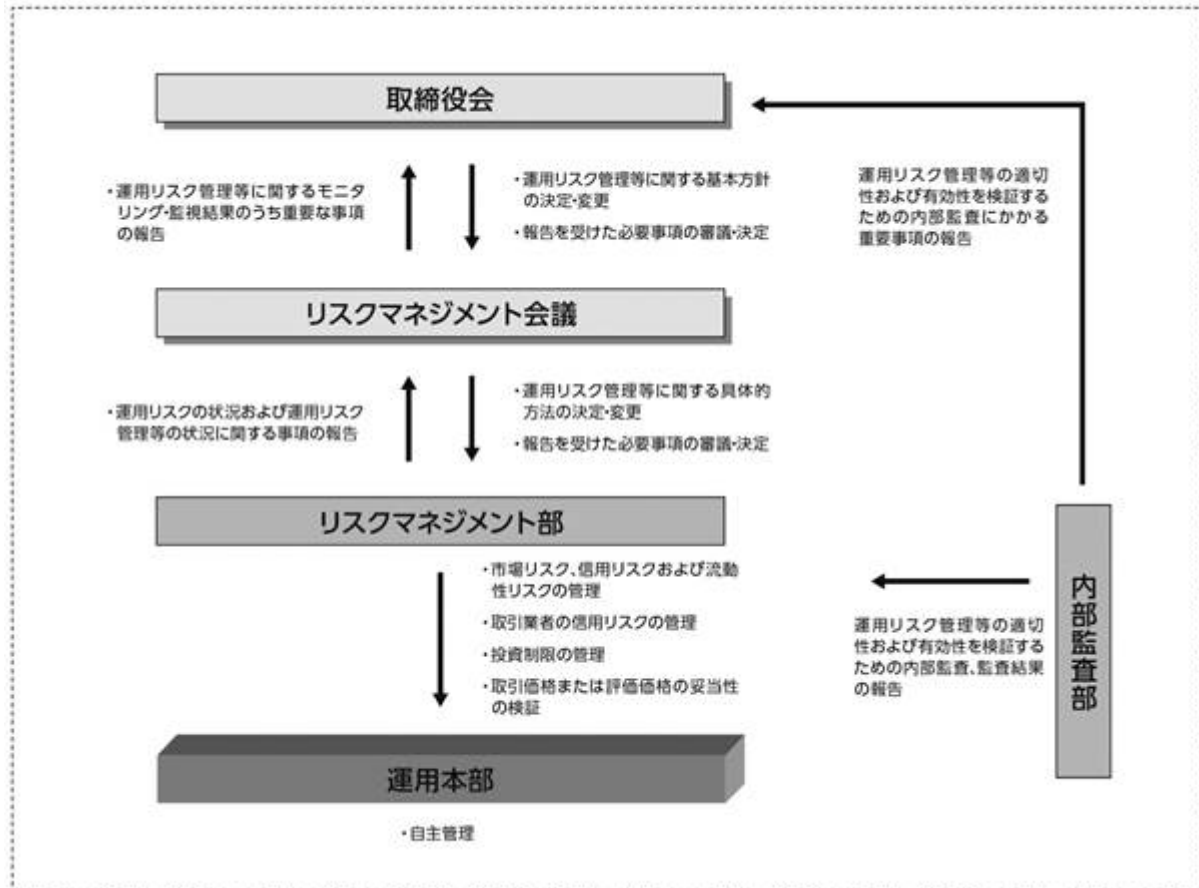 取締役会
・運用リスク管理等に関するモニタ
リング・監視結果のうち重要な事項
の報告
・運用リスク管理等に関する基本方針
の決定・変更
・報告を受けた必要事項の審議・決定
運用リスク管理等の適切
性および有効性を検証する
ための内部監査にかかる
重要事項の報告
リスクマネジメント会議
・運用リスクの状況および運用リスク
管理等の状況に関する事項の報告
・運用リスク管理等に関する具体的
方法の決定・変更
・報告を受けた必要事項の審議・決定
リスクマネジメント部
・市場リスク、信用リスクおよび流動
性リスクの管理
・取引業者の信用リスクの管理
・投資制限の管理
・取引価格または評価価格の妥当性
の検証
運用リスク管理等の適切
性および有効性を検証する
ための内部監査、監査結果
の報告
内部監査部
運用本部
・自主管理